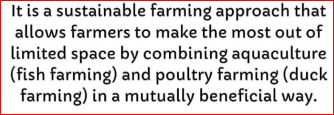 It is a sustainable farming approach that
allows farmers to make the most out of
limited space by combining aquaculture
(fish farming) and poultry farming (duck
farming) in a mutually beneficial way.